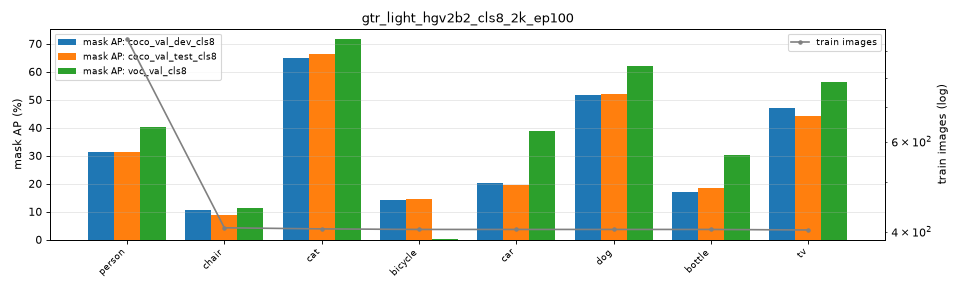 gtr_light_hgv2b2_cls8_2k_ep100
mask AP: coco_val_dev_cls8
mask AP: coco_val_test_cls8
mask AP: voc_val_cls8
train images
mask AP (%)
70
60
50
40
30
20
10
0
6 × 10²
4 × 10²
train images (log)
person
chair
cat
bicycle
car
dog
bottle
tv